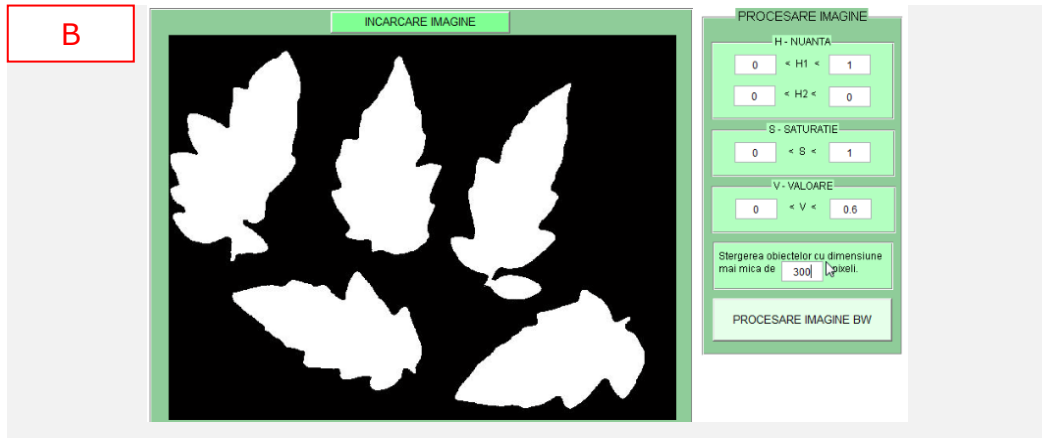 B
INCARCARE IMAGINE
PROCESARE IMAGINE
H - NUANTA
0 < H1 < 1
0 < H2 < 0
S - SATURATIE
0 < S < 1
V - VALOARE
0 < V < 0.6
Stergerea obiectelor cu dimensiune
mai mica de 300 pixeli.
PROCESARE IMAGINE BW